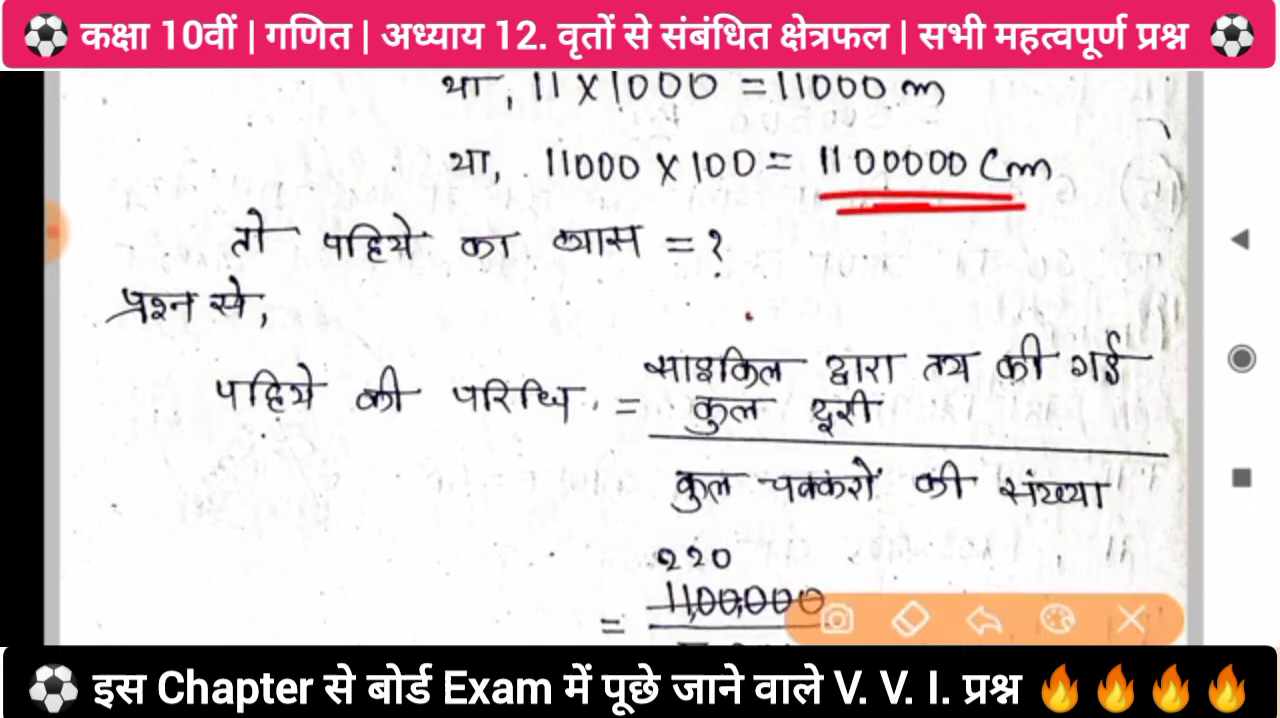 ⚽ कक्षा 10वीं | गणित | अध्याय 12. वृतों से संबंधित क्षेत्रफल | सभी महत्वपूर्ण प्रश्न ⚽
या, 11 X 1000 = 11000 m
या, 11000 X 100 = 1100000 Cm
तो पहिये का व्यास = ?
प्रश्न से,
पहिये की परिधि = साइकिल द्वारा तय की गई
कुल दूरी
कुल चक्करों की संख्या
220
= 1100000
⚽ इस Chapter से बोर्ड Exam में पूछे जाने वाले V. V. I. प्रश्न 🔥🔥🔥🔥